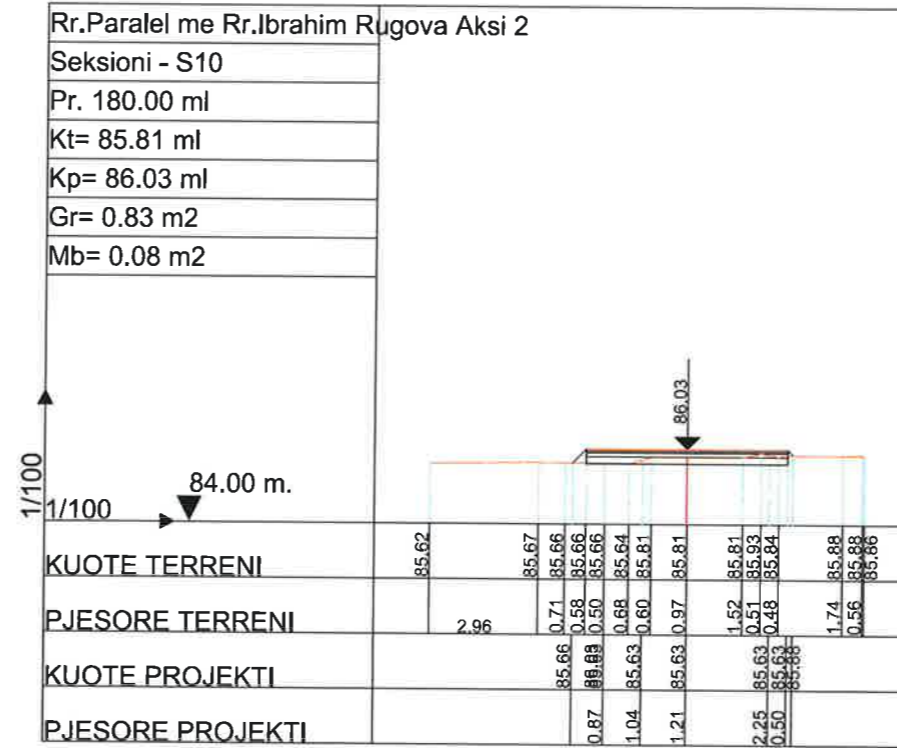 Rr.Paralel me Rr.Ibrahim Rugova Aksi 2
Seksioni - S10
Pr. 180.00 ml
Kt= 85.81 ml
Kp= 86.03 ml
Gr= 0.83 m2
Mb= 0.08 m2
86.03
1/100
84.00 m.
1/100
KUOTE TERRENI 85.62 85.67 85.66 85.66 85.66 85.64 85.81 85.81 85.81 85.93 85.84 85.88 85.88 85.86
PJESORE TERRENI 2.96 0.71 0.58 0.50 0.68 0.60 0.97 1.52 0.51 0.48 1.74 0.56
KUOTE PROJEKTI 85.66 85.63 85.63 85.63 85.63 85.88
PJESORE PROJEKTI 0.87 1.04 1.21 2.25 0.50